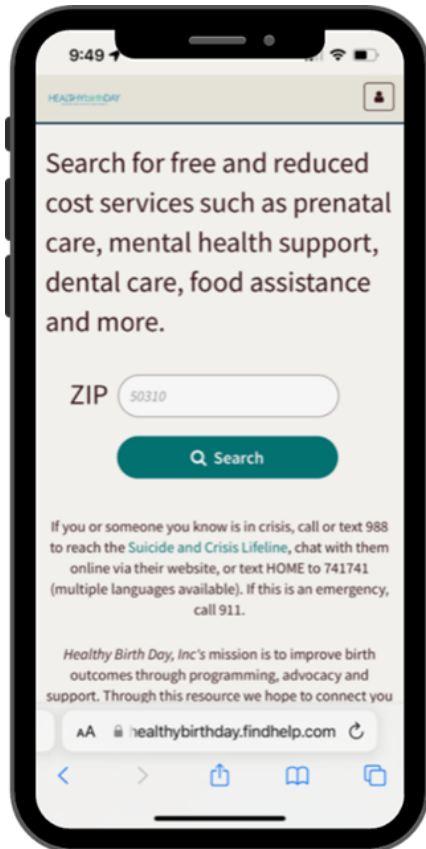 9:49
HEALTHYbirthDAY
Search for free and reduced
cost services such as prenatal
care, mental health support,
dental care, food assistance
and more.
ZIP 50310
Search
If you or someone you know is in crisis, call or text 988
to reach the Suicide and Crisis Lifeline, chat with them
online via their website, or text HOME to 741741
(multiple languages available). If this is an emergency,
call 911.
Healthy Birth Day, Inc's mission is to improve birth
outcomes through programming, advocacy and
support. Through this resource we hope to connect you
AA healthybirthday.findhelp.com